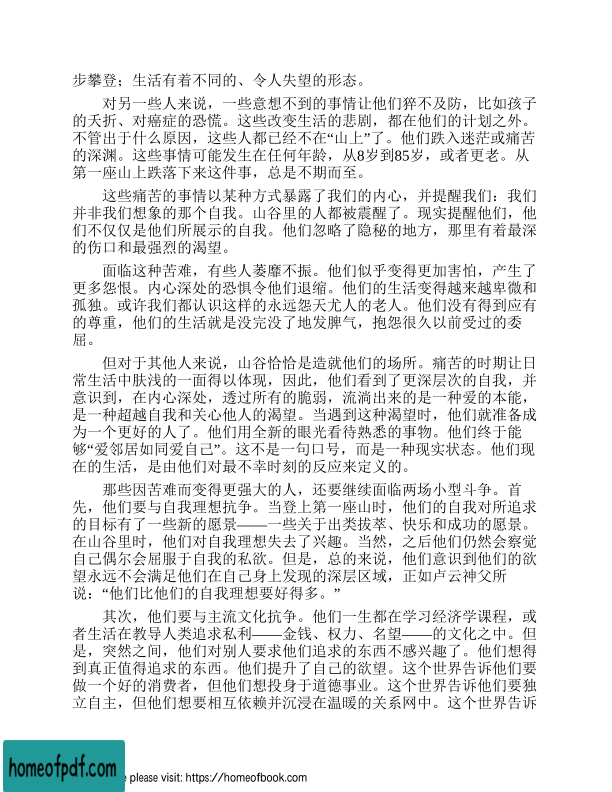 步攀登；生活有着不同的、令人失望的形态。
对另一些人来说，一些意想不到的事情让他们猝不及防，比如孩子
的夭折、对癌症的恐慌。这些改变生活的悲剧，都在他们的计划之外。
不管出于什么原因，这些人都已经不在“山上”了。他们跌入迷茫或痛苦
的深渊。这些事情可能发生在任何年龄，从8岁到85岁，或者更老。从
第一座山上跌落下来这件事，总是不期而至。
这些痛苦的事情以某种方式暴露了我们的内心，并提醒我们：我们
并非我们想象的那个自我。山谷里的人都被震醒了。现实提醒他们，他
们不仅仅是他们所展示的自我。他们忽略了隐秘的地方，那里有着最深
的伤口和最强烈的渴望。
面临这种苦难，有些人萎靡不振。他们似乎变得更加害怕，产生了
更多怨恨。内心深处的恐惧令他们退缩。他们的生活变得越来越卑微和
孤独。或许我们都认识这样的永远怨天尤人的老人。他们没有得到应有
的尊重，他们的生活就是没完没了地发脾气，抱怨很久以前受过的委
屈。
但对于其他人来说，山谷恰恰是造就他们的场所。痛苦的时期让日
常生活中肤浅的一面得以体现，因此，他们看到了更深层次的自我，并
意识到，在内心深处，透过所有的脆弱，流淌出来的是一种爱的本能，
是一种超越自我和关心他人的渴望。当遇到这种渴望时，他们就准备成
为一个更好的人了。他们用全新的眼光看待熟悉的事物。他们终于能
够“爱邻居如同爱自己”。这不是一句口号，而是一种现实状态。他们现
在的生活，是由他们对最不幸时刻的反应来定义的。
那些因苦难而变得更强大的人，还要继续面临两场小型斗争。首
先，他们要与自我理想抗争。当登上第一座山时，他们的自我对所追求
的目标有了一些新的愿景——一些关于出类拔萃、快乐和成功的愿景。
在山谷里时，他们对自我理想失去了兴趣。当然，之后他们仍然会察觉
自己偶尔会屈服于自我的私欲。但是，总的来说，他们意识到他们的欲
望永远不会满足他们在自己身上发现的深层区域，正如卢云神父所
说：“他们比他们的自我理想要好得多。”
其次，他们要与主流文化抗争。他们一生都在学习经济学课程，或
者生活在教导人类追求私利——金钱、权力、名望——的文化之中。但
是，突然之间，他们对别人要求他们追求的东西不感兴趣了。他们想得
到真正值得追求的东西。他们提升了自己的欲望。这个世界告诉他们要
做一个好的消费者，但他们想投身于道德事业。这个世界告诉他们要独
立自主，但他们想要相互依赖并沉浸在温暖的关系网中。这个世界告诉
homeofpdf.com
e please visit: https://homeofbook.com